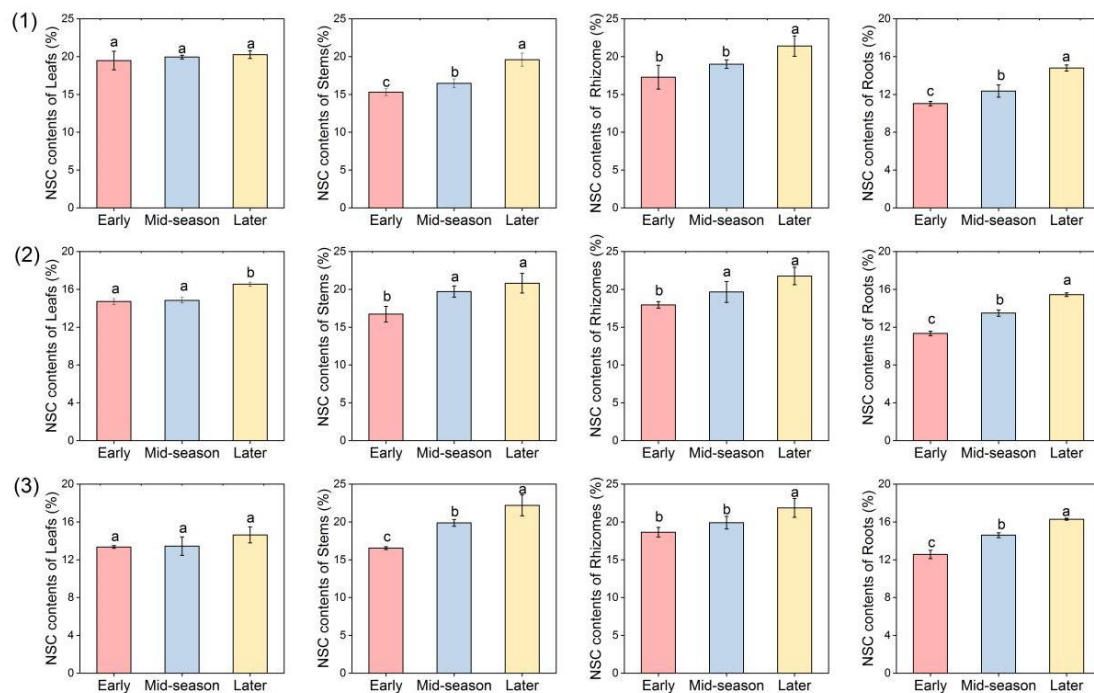 (1)
NSC contents of Leafs (%)
25
20
15
10
5
0
a
a
a
Early
Mid-season
Later
NSC contents of Stems(%)
25
20
15
10
5
0
c
b
a
Early
Mid-season
Later
NSC contents of Rhizome (%)
25
20
15
10
5
0
b
b
a
Early
Mid-season
Later
NSC contents of Roots (%)
20
16
12
8
4
0
c
b
a
Early
Mid-season
Later
(2)
NSC contents of Leafs (%)
20
16
12
8
4
0
a
a
b
Early
Mid-season
Later
NSC contents of Stems (%)
25
20
15
10
5
0
b
a
a
Early
Mid-season
Later
NSC contents of Rhizomes (%)
25
20
15
10
5
0
b
a
a
Early
Mid-season
Later
NSC contents of Roots (%)
20
16
12
8
4
0
c
b
a
Early
Mid-season
Later
(3)
NSC contents of Leafs (%)
20
16
12
8
4
0
a
a
a
Early
Mid-season
Later
NSC contents of Stems (%)
25
20
15
10
5
0
c
b
a
Early
Mid-season
Later
NSC contents of Rhizomes (%)
25
20
15
10
5
0
b
b
a
Early
Mid-season
Later
NSC contents of Roots (%)
20
16
12
8
4
0
c
b
a
Early
Mid-season
Later